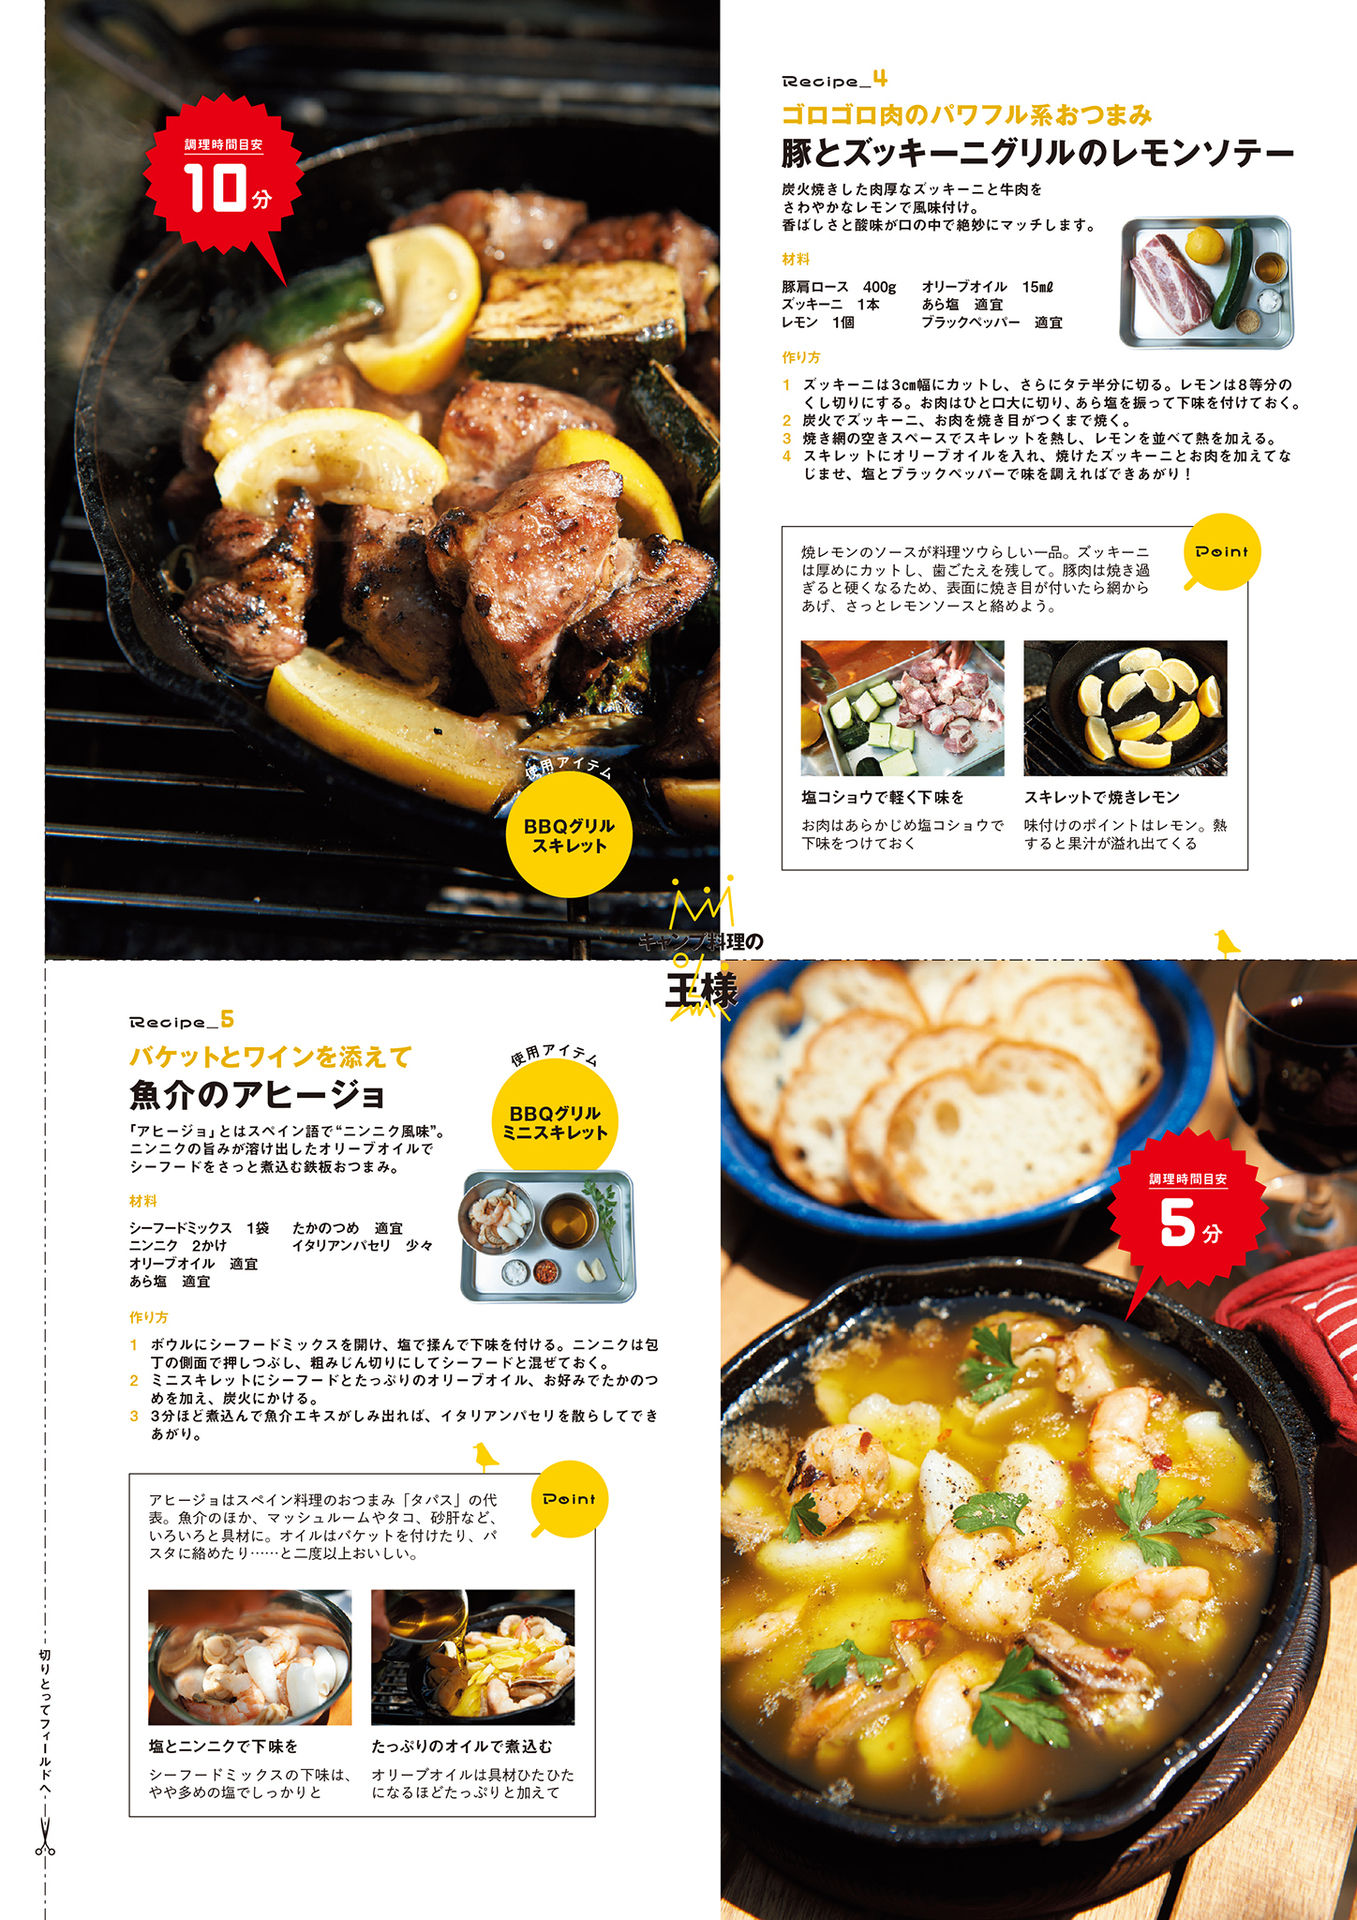 調理時間目安
10分
使用アイテム
BBQグリル
スキレット
Recipe_4
ゴロゴロ肉のパワフル系おつまみ
豚とズッキーニグリルのレモンソテー
炭火焼きした肉厚なズッキーニと牛肉を
さわやかなレモンで風味付け。
香ばしさと酸味が口の中で絶妙にマッチします。
材料
豚肩ロース　400g　オリーブオイル　15㎖
ズッキーニ　1本　あら塩　適宜
レモン　1個　ブラックペッパー　適宜
作り方
1 ズッキーニは3㎝幅にカットし、さらにタテ半分に切る。レモンは8等分の
くし切りにする。お肉はひと口大に切り、あら塩を振って下味を付けておく。
2 炭火でズッキーニ、お肉を焼き目がつくまで焼く。
3 焼き網の空きスペースでスキレットを熱し、レモンを並べて熱を加える。
4 スキレットにオリーブオイルを入れ、焼けたズッキーニとお肉を加えてな
じませ、塩とブラックペッパーで味を調えればできあがり！
Point
焼レモンのソースが料理ツウらしい一品。ズッキーニ
は厚めにカットし、歯ごたえを残して。豚肉は焼き過
ぎると硬くなるため、表面に焼き目が付いたら網から
あげ、さっとレモンソースと絡めよう。
塩コショウで軽く下味を
お肉はあらかじめ塩コショウで
下味をつけておく
スキレットで焼きレモン
味付けのポイントはレモン。熱
すると果汁が溢れ出てくる
キャンプ料理の
王様
Recipe_5
バケットとワインを添えて
魚介のアヒージョ
「アヒージョ」とはスペイン語で“ニンニク風味”。
ニンニクの旨みが溶け出したオリーブオイルで
シーフードをさっと煮込む鉄板おつまみ。
使用アイテム
BBQグリル
ミニスキレット
材料
シーフードミックス　1袋　たかのつめ　適宜
ニンニク　2かけ　イタリアンパセリ　少々
オリーブオイル　適宜
あら塩　適宜
作り方
1 ボウルにシーフードミックスを開け、塩で揉んで下味を付ける。ニンニクは包
丁の側面で押しつぶし、粗みじん切りにしてシーフードと混ぜておく。
2 ミニスキレットにシーフードとたっぷりのオリーブオイル、お好みでたかのつ
めを加え、炭火にかける。
3 3分ほど煮込んで魚介エキスがしみ出れば、イタリアンパセリを散らしてでき
あがり。
Point
アヒージョはスペイン料理のおつまみ「タパス」の代
表。魚介のほか、マッシュルームやタコ、砂肝など、
いろいろと具材に。オイルはバケットを付けたり、パ
スタに絡めたり……と二度以上おいしい。
塩とニンニクで下味を
シーフードミックスの下味は、
やや多めの塩でしっかりと
たっぷりのオイルで煮込む
オリーブオイルは具材ひたひた
になるほどたっぷりと加えて
調理時間目安
5分
切りとってフィールドへ